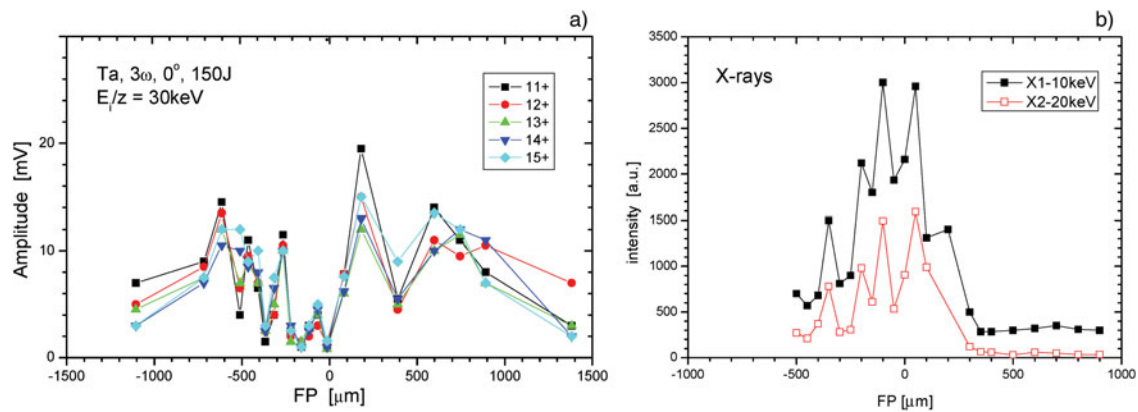 a)
Ta, 3ω, 0°, 150J
E_i/z = 30keV
11+
12+
13+
14+
15+
Amplitude [mV]
20
10
0
-1500 -1000 -500 0 500 1000 1500
FP [μm]
b)
X-rays
X1-10keV
X2-20keV
intensity [a.u.]
3500
3000
2500
2000
1500
1000
500
0
-1000 -500 0 500 1000
FP [μm]